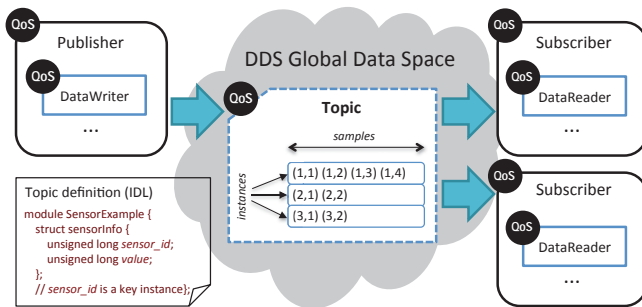 QoS
Publisher
QoS
DataWriter
...
DDS Global Data Space
QoS
Topic
samples
instances
(1,1) (1,2) (1,3) (1,4)
(2,1) (2,2)
(3,1) (3,2)
QoS
Subscriber
QoS
DataReader
...
QoS
Subscriber
QoS
DataReader
...
Topic definition (IDL)
module SensorExample {
struct sensorInfo {
unsigned long sensor_id;
unsigned long value;
};
// sensor_id is a key instance};